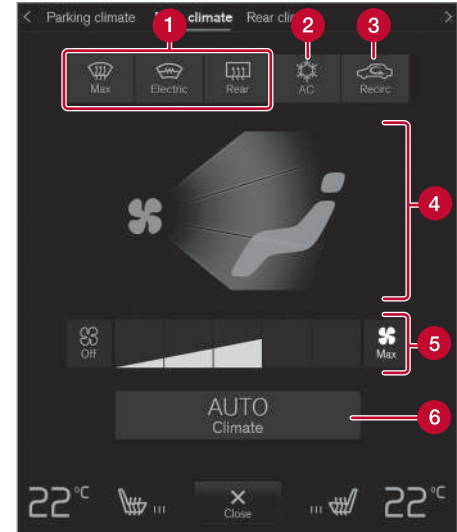 < Parking climate climate Rear >
1 2 3
Max Electric Rear AC Recirc
4
Off Max 5
AUTO
Climate 6
22°C Close 22°C